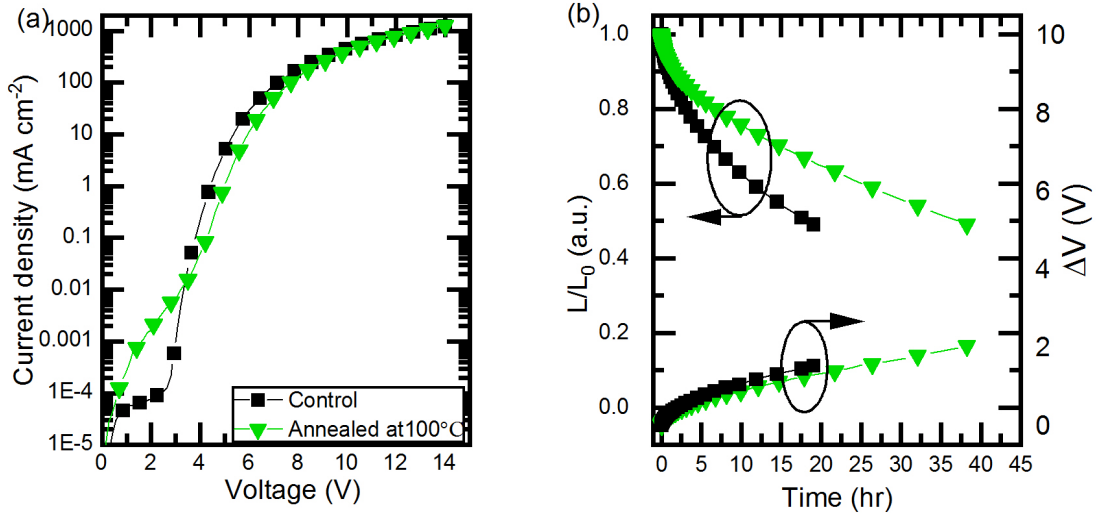 (a)
1000
100
10
1
0.1
0.01
0.001
1E-4
1E-5
Current density (mA cm-2)
0 2 4 6 8 10 12 14
Voltage (V)
Control
Annealed at100°C
(b)
1.0
0.8
0.6
0.4
0.2
0.0
L/L0 (a.u.)
10
8
6
4
2
0
ΔV (V)
0 5 10 15 20 25 30 35 40 45
Time (hr)